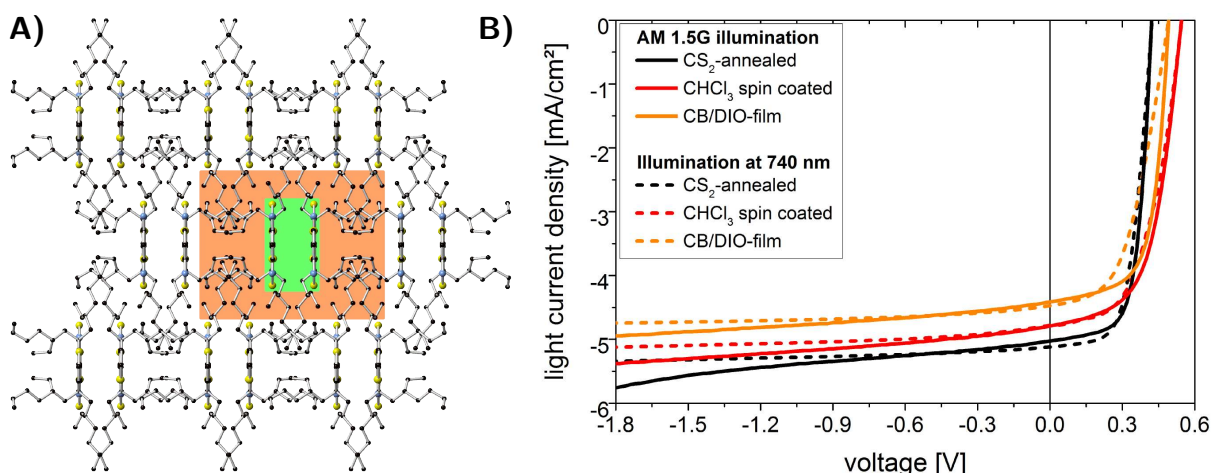 A)
B)
AM 1.5G illumination
CS₂-annealed
CHCl₃ spin coated
CB/DIO-film
Illumination at 740 nm
CS₂-annealed
CHCl₃ spin coated
CB/DIO-film
light current density [mA/cm²]
0
-1
-2
-3
-4
-5
-6
-1.8
-1.5
-1.2
-0.9
-0.6
-0.3
0.0
0.3
0.6
voltage [V]